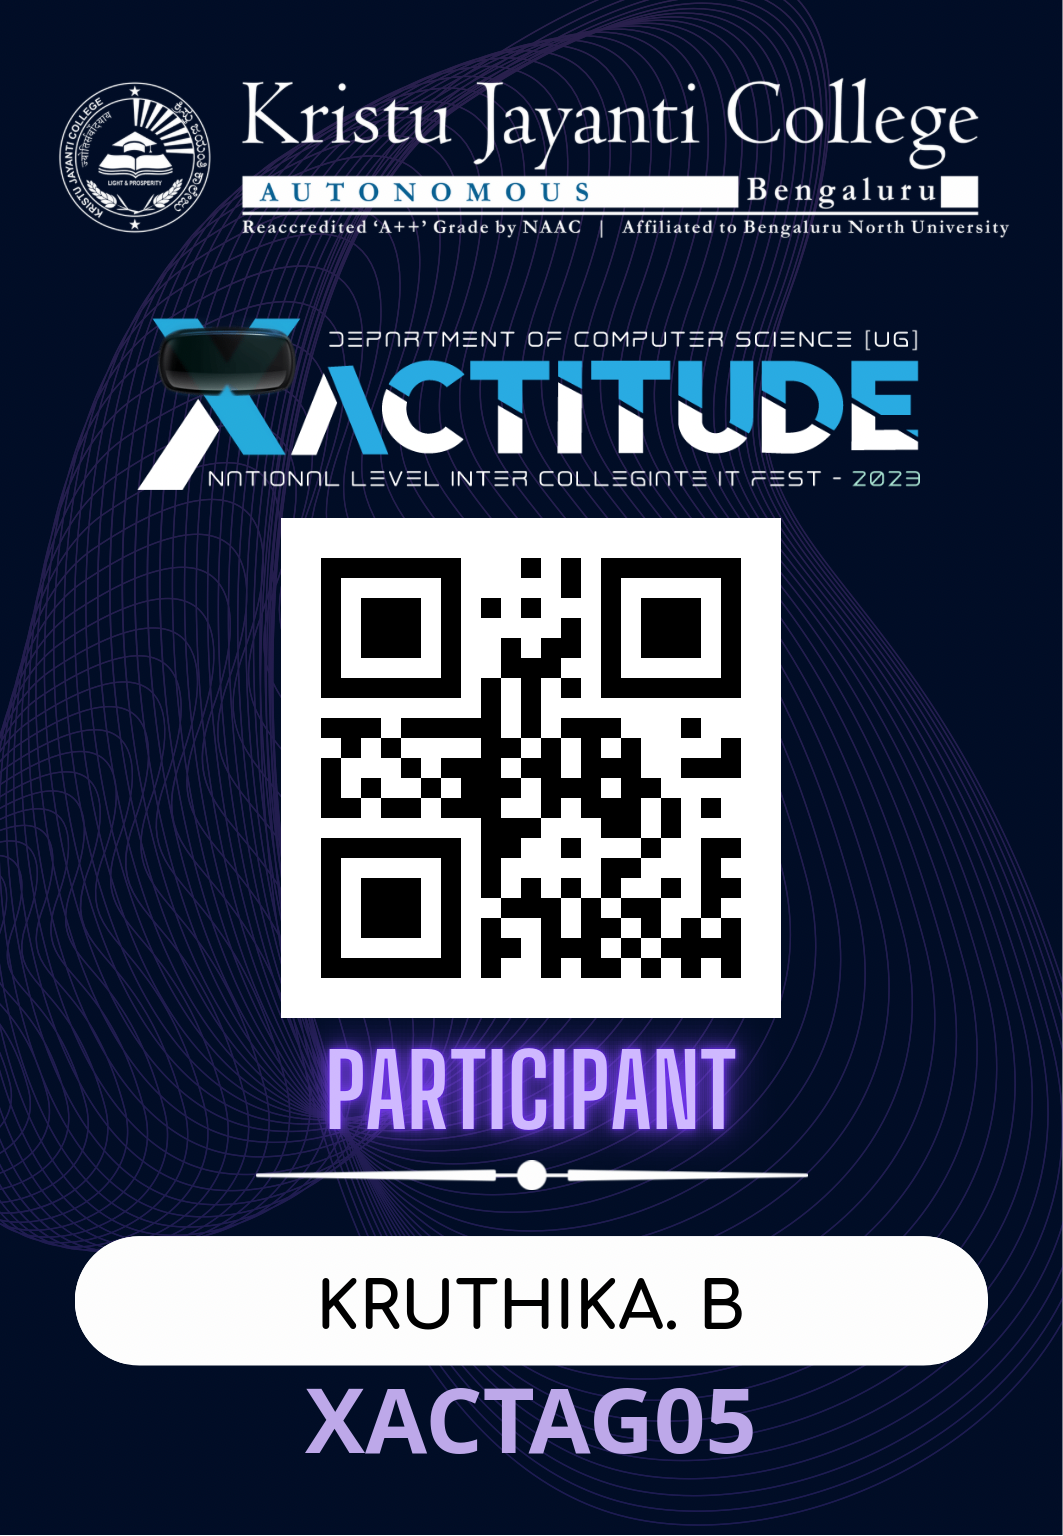 KRISTU JAYANTI COLLEGE
LIGHT & PROSPERITY
Kristu Jayanti College
AUTONOMOUS Bengaluru
Reaccredited ‘A++’ Grade by NAAC | Affiliated to Bengaluru North University
DEPARTMENT OF COMPUTER SCIENCE [UG]
XACTITUDE
NATIONAL LEVEL INTER COLLEGIATE IT FEST - 2023
PARTICIPANT
KRUTHIKA. B
XACTAG05